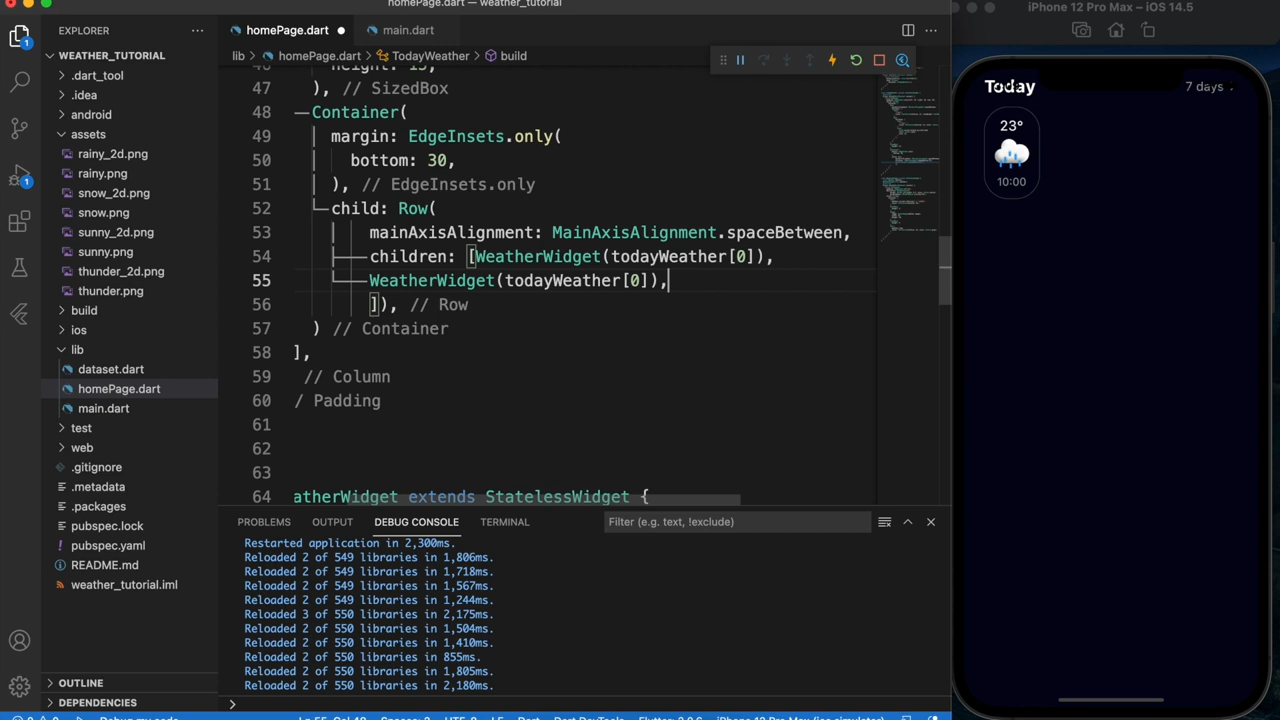 homePage.dart — weather_tutorial
iPhone 12 Pro Max – iOS 14.5
EXPLORER
WEATHER_TUTORIAL
.dart_tool
.idea
android
assets
rainy_2d.png
rainy.png
snow_2d.png
snow.png
sunny_2d.png
sunny.png
thunder_2d.png
thunder.png
build
ios
lib
dataset.dart
homePage.dart
main.dart
test
web
.gitignore
.metadata
.packages
pubspec.lock
pubspec.yaml
README.md
weather_tutorial.iml
OUTLINE
DEPENDENCIES
1
1
homePage.dart
main.dart
lib > homePage.dart > TodayWeather > build
46 height: 15,
47 ), // SizedBox
48 Container(
49 margin: EdgeInsets.only(
50 bottom: 30,
51 ), // EdgeInsets.only
52 child: Row(
53 mainAxisAlignment: MainAxisAlignment.spaceBetween,
54 children: [WeatherWidget(todayWeather[0]),
55 WeatherWidget(todayWeather[0]),
56 ]), // Row
57 ) // Container
58 ],
59 // Column
60 / Padding
61
62
63
64 atherWidget extends StatelessWidget {
PROBLEMS OUTPUT DEBUG CONSOLE TERMINAL
Filter (e.g. text, !exclude)
Restarted application in 2,300ms.
Reloaded 2 of 549 libraries in 1,806ms.
Reloaded 2 of 549 libraries in 1,718ms.
Reloaded 2 of 549 libraries in 1,567ms.
Reloaded 2 of 549 libraries in 1,244ms.
Reloaded 3 of 550 libraries in 2,175ms.
Reloaded 2 of 550 libraries in 1,504ms.
Reloaded 2 of 550 libraries in 1,410ms.
Reloaded 2 of 550 libraries in 855ms.
Reloaded 2 of 550 libraries in 1,805ms.
Reloaded 2 of 550 libraries in 2,180ms.
Today
7 days
23°
10:00